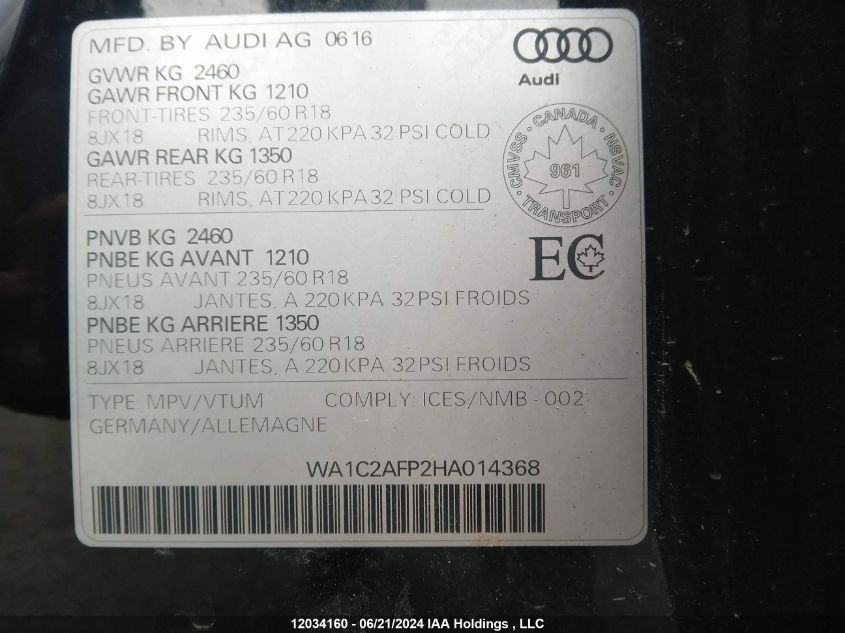 MFD. BY AUDI AG 0616
Audi
GVWR KG 2460
GAWR FRONT KG 1210
FRONT-TIRES 235/60 R18
8JX18 RIMS, AT 220 KPA 32 PSI COLD
GAWR REAR KG 1350
REAR-TIRES 235/60 R18
8JX18 RIMS, AT 220 KPA 32 PSI COLD
CMVSS · CANADA · NSVAC
961
TRANSPORT
PNVB KG 2460
PNBE KG AVANT 1210
PNEUS AVANT 235/60 R18
8JX18 JANTES, A 220 KPA 32PSI FROIDS
PNBE KG ARRIERE 1350
PNEUS ARRIERE 235/60 R18
8JX18 JANTES, A 220 KPA 32PSI FROIDS
EC
TYPE: MPV/VTUM COMPLY: ICES/NMB-002
GERMANY/ALLEMAGNE
WA1C2AFP2HA014368
12034160 - 06/21/2024 IAA Holdings , LLC